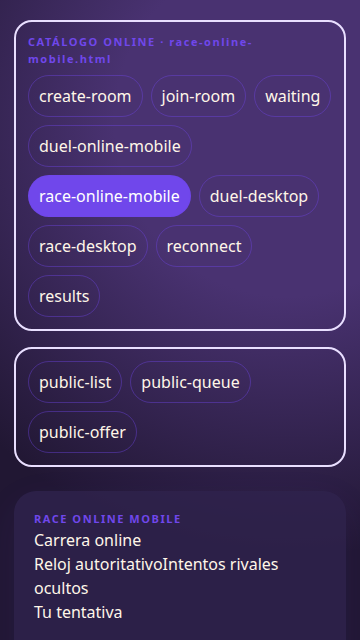 CATÁLOGO ONLINE · race-online-
mobile.html
create-room join-room waiting
duel-online-mobile
race-online-mobile duel-desktop
race-desktop reconnect
results
public-list public-queue
public-offer
RACE ONLINE MOBILE
Carrera online
Reloj autoritativoIntentos rivales
ocultos
Tu tentativa